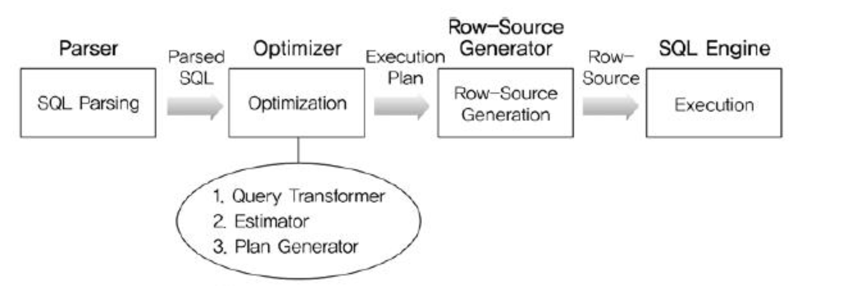 Parser
SQL Parsing
Parsed
SQL
Optimizer
Optimization
1. Query Transformer
2. Estimator
3. Plan Generator
Execution
Plan
Row-Source
Generator
Row-Source
Generation
Row-
Source
SQL Engine
Execution